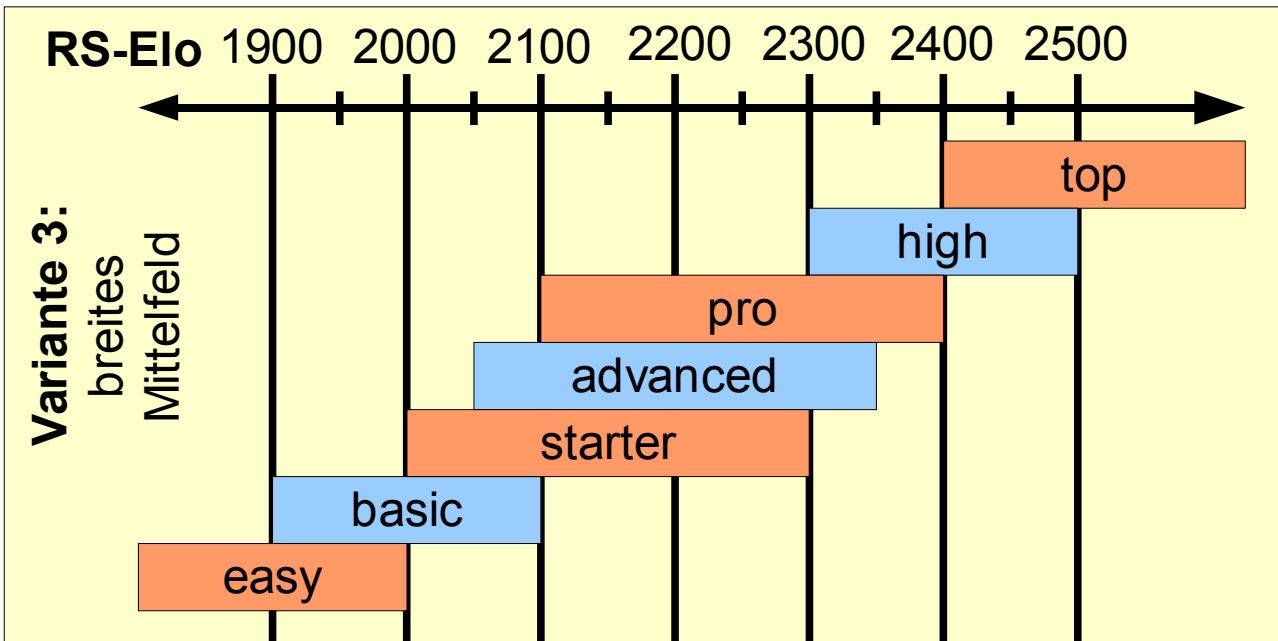 RS-Elo 1900 2000 2100 2200 2300 2400 2500
Variante 3:
breites
Mittelfeld
top
high
pro
advanced
starter
basic
easy